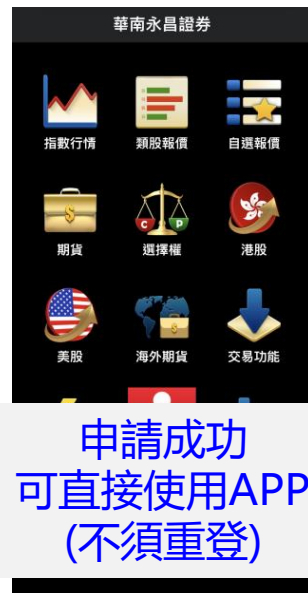 華南永昌證券
指數行情 類股報價 自選報價
$
期貨 選擇權 港股
C P
美股 海外期貨 交易功能
申請成功
可直接使用APP
(不須重登)